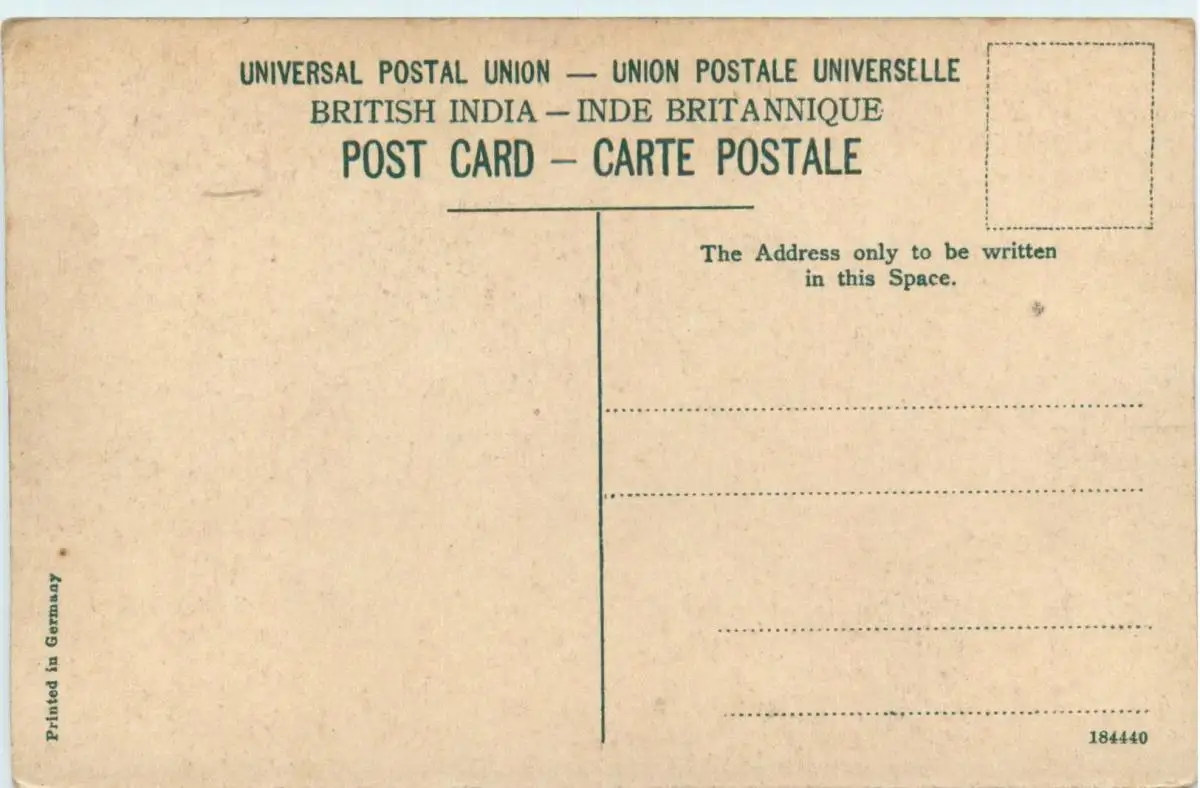 UNIVERSAL POSTAL UNION — UNION POSTALE UNIVERSELLE
BRITISH INDIA – INDE BRITANNIQUE
POST CARD – CARTE POSTALE
The Address only to be written
in this Space.
Printed in Germany
184440